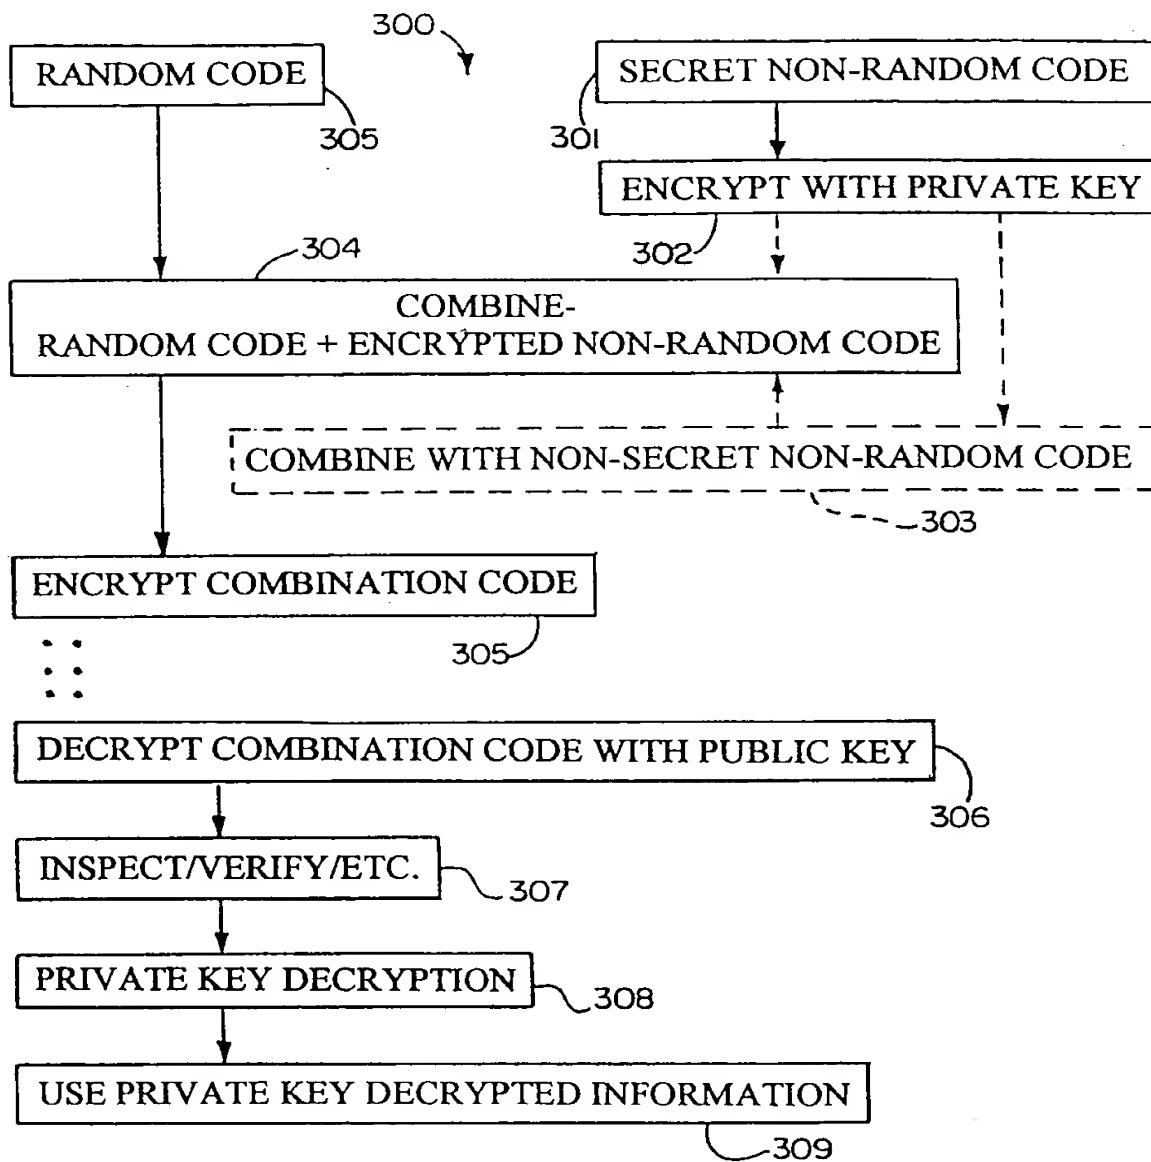 300
RANDOM CODE
305
SECRET NON-RANDOM CODE
301
ENCRYPT WITH PRIVATE KEY
302
304
COMBINE-
RANDOM CODE + ENCRYPTED NON-RANDOM CODE
COMBINE WITH NON-SECRET NON-RANDOM CODE
303
ENCRYPT COMBINATION CODE
305
DECRYPT COMBINATION CODE WITH PUBLIC KEY
306
INSPECT/VERIFY/ETC.
307
PRIVATE KEY DECRYPTION
308
USE PRIVATE KEY DECRYPTED INFORMATION
309